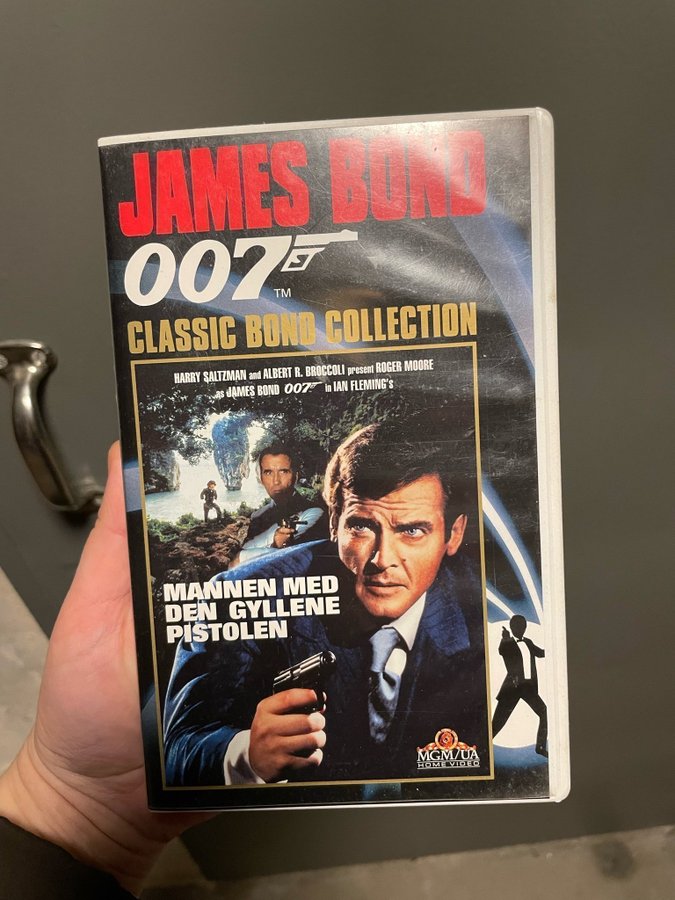 JAMES BOND
007
TM
CLASSIC BOND COLLECTION
HARRY SALTZMAN and ALBERT R. BROCCOLI present ROGER MOORE
as JAMES BOND 007 in IAN FLEMING's
MANNEN MED
DEN GYLLENE
PISTOLEN
MGM/UA
HOME VIDEO